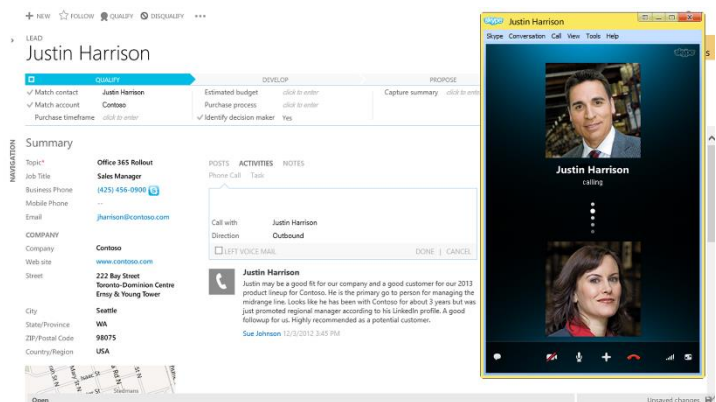 + NEW ☆ FOLLOW QUALIFY DISQUALIFY •••
LEAD
Justin Harrison
QUALIFY DEVELOP PROPOSE
✓ Match contact Justin Harrison Estimated budget click to enter Capture summary click to enter
✓ Match account Contoso Purchase process click to enter
Purchase timeframe click to enter ✓ Identify decision maker Yes
NAVIGATION
Summary
Topic* Office 365 Rollout
Job Title Sales Manager
Business Phone (425) 456-0900
Mobile Phone --
Email jharrison@contoso.com
COMPANY
Company Contoso
Web site www.contoso.com
Street 222 Bay Street
Toronto-Dominion Centre
Ernsy & Young Tower
City Seattle
State/Province WA
ZIP/Postal Code 98075
Country/Region USA
Open
POSTS ACTIVITIES NOTES
Phone Call Task
Call with Justin Harrison
Direction Outbound
LEFT VOICE MAIL DONE | CANCEL
Justin Harrison
Justin may be a good fit for our company and a good customer for our 2013
product lineup for Contoso. He is the primary go to person for managing the
midrange line. Looks like he has been with Contoso for about 3 years but was
just promoted regional manager according to his LinkedIn profile. A good
followup for us. Highly recommended as a potential customer.
Sue Johnson 12/3/2012 3:45 PM
Unsaved changes
skype Justin Harrison
Skype Conversation Call View Tools Help
skype
Justin Harrison
calling